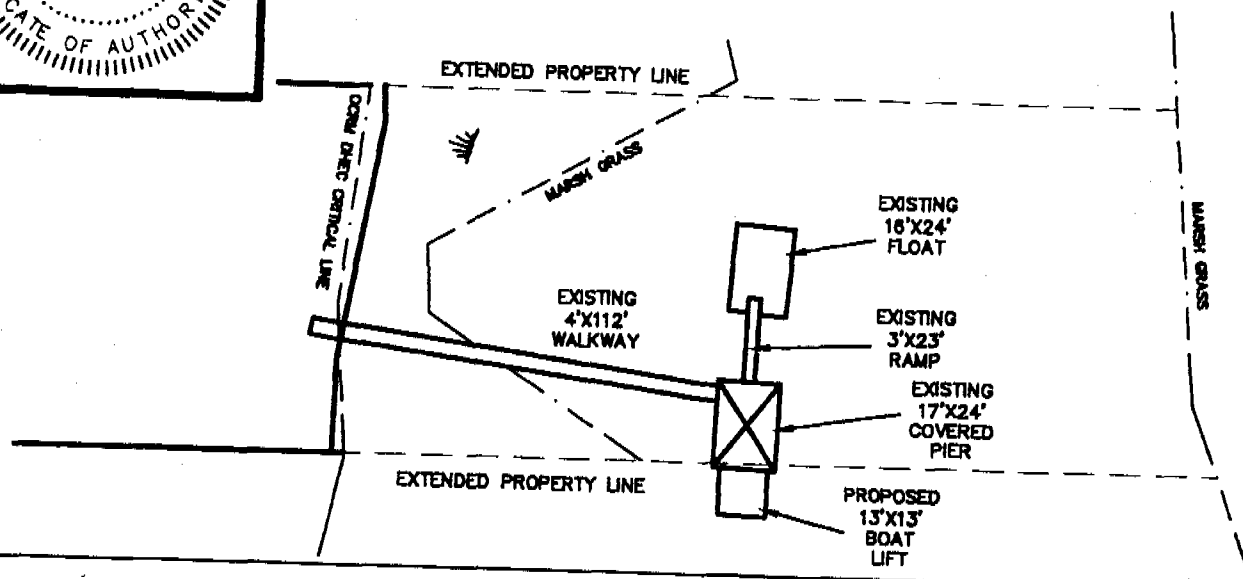 CATE OF AUTHOR
EXTENDED PROPERTY LINE
OCRM DHEC CRITICAL LINE
MARSH GRASS
MARSH GRASS
EXISTING
16'X24'
FLOAT
EXISTING
4'X112'
WALKWAY
EXISTING
3'X23'
RAMP
EXISTING
17'X24'
COVERED
PIER
EXTENDED PROPERTY LINE
PROPOSED
13'X13'
BOAT
LIFT